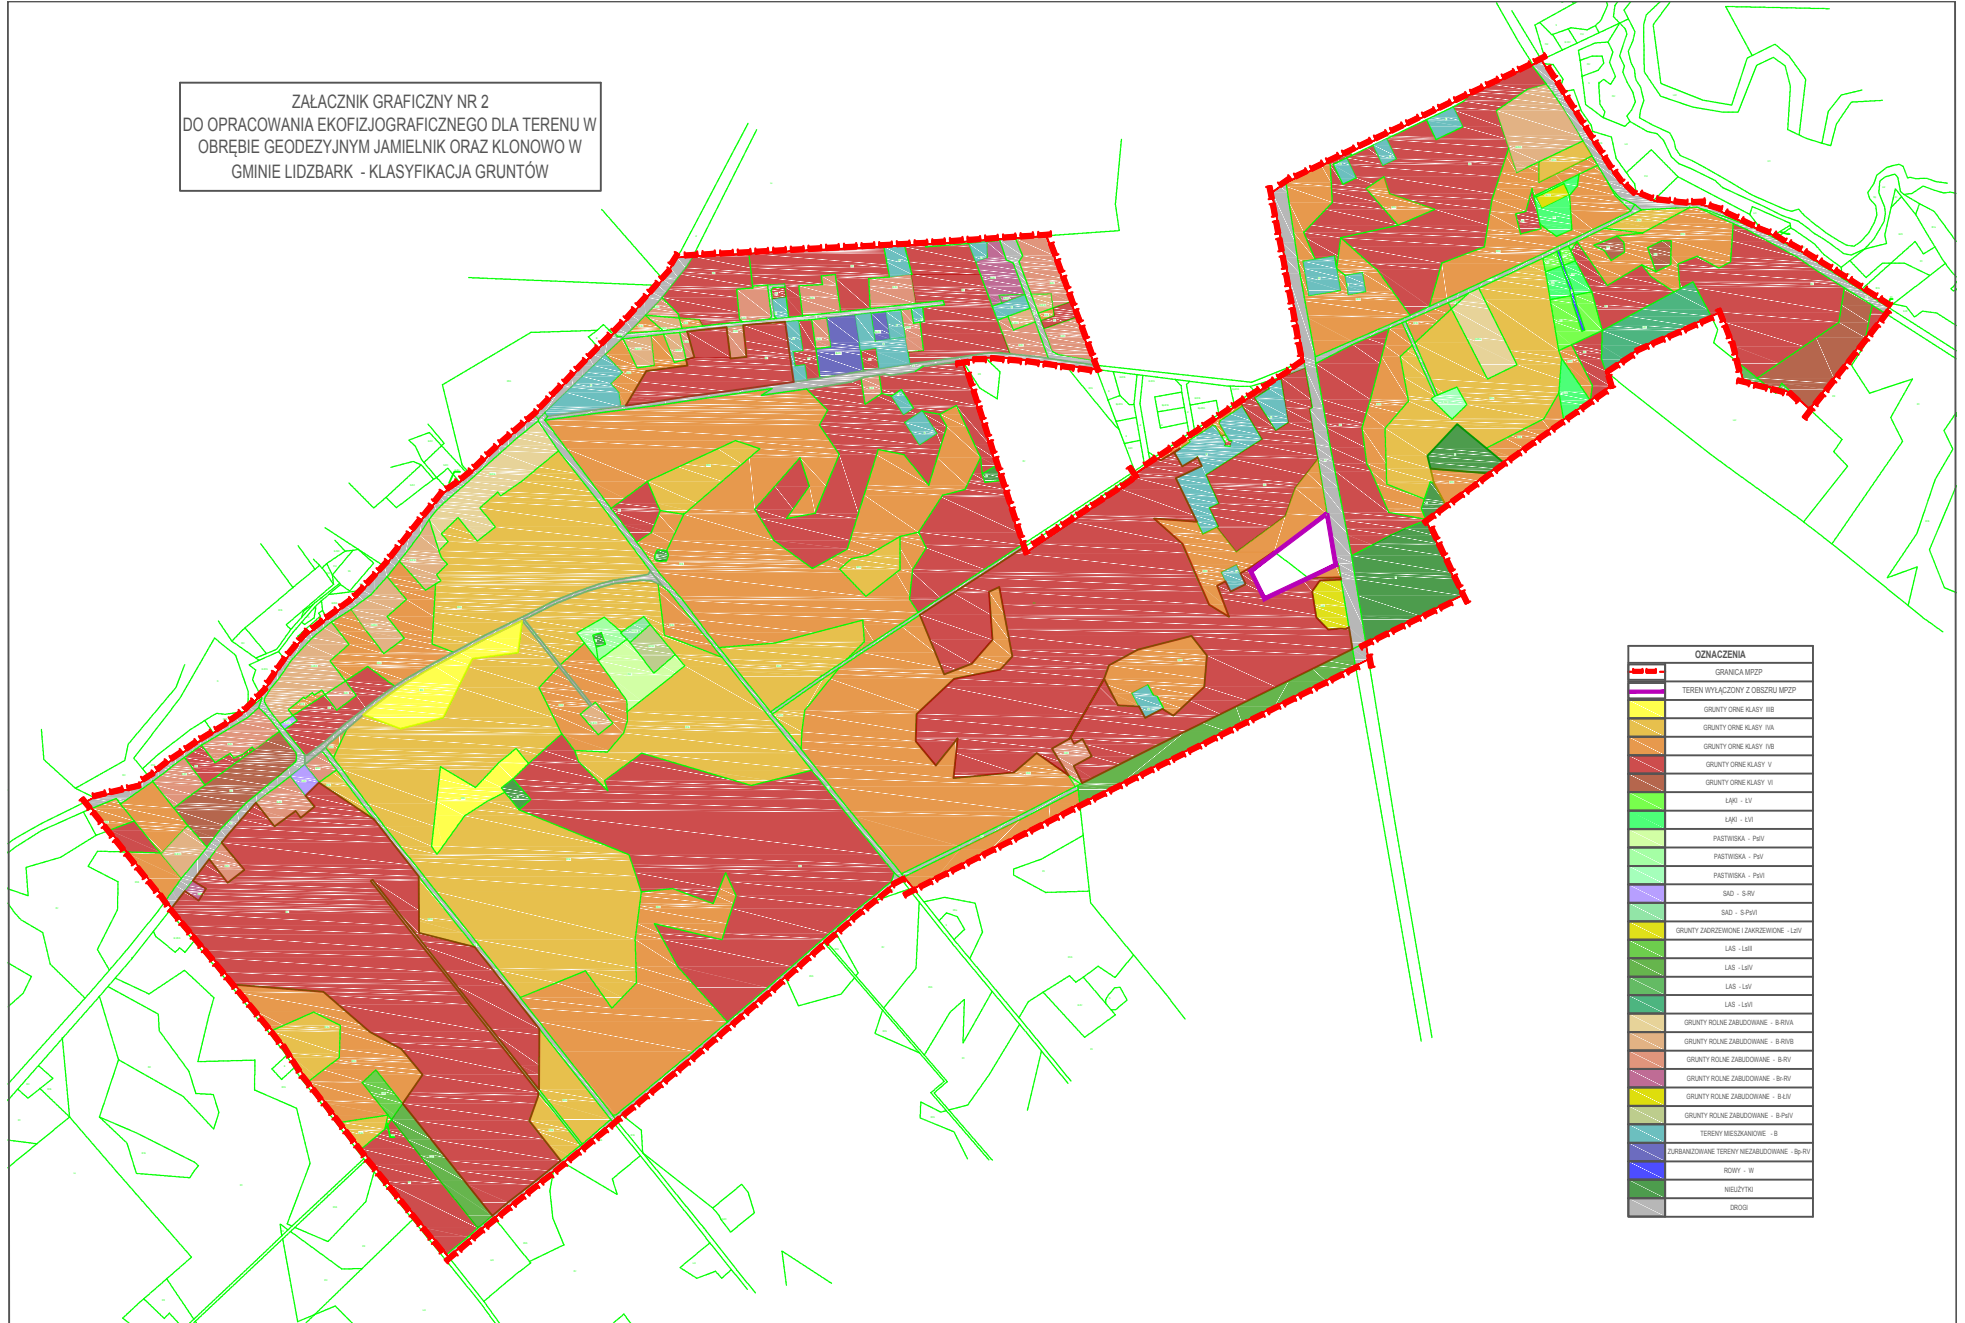 ZAŁACZNIK GRAFICZNY NR 2
DO OPRACOWANIA EKOFIZJOGRAFICZNEGO DLA TERENU W
OBRĘBIE GEODEZYJNYM JAMIELNIK ORAZ KLONOWO W
GMINIE LIDZBARK - KLASYFIKACJA GRUNTÓW
OZNACZENIA
GRANICA MPZP
TEREN WYŁĄCZONY Z OBSZRU MPZP
GRUNTY ORNE KLASY IIIB
GRUNTY ORNE KLASY IVA
GRUNTY ORNE KLASY IVB
GRUNTY ORNE KLASY V
GRUNTY ORNE KLASY VI
ŁĄKI - ŁV
ŁĄKI - ŁVI
PASTWISKA - PsIV
PASTWISKA - PsV
PASTWISKA - PsVI
SAD - S-RV
SAD - S-PsVI
GRUNTY ZADRZEWIONE I ZAKRZEWIONE - LzIV
LAS - LsIII
LAS - LsIV
LAS - LsV
LAS - LsVI
GRUNTY ROLNE ZABUDOWANE - B-RIVA
GRUNTY ROLNE ZABUDOWANE - B-RIVB
GRUNTY ROLNE ZABUDOWANE - B-RV
GRUNTY ROLNE ZABUDOWANE - Br-RV
GRUNTY ROLNE ZABUDOWANE - B-ŁIV
GRUNTY ROLNE ZABUDOWANE - B-PsIV
TERENY MIESZKANIOWE - B
ZURBANIZOWANE TERENY NIEZABUDOWANE - Bp-RV
ROWY - W
NIEUŻYTKI
DROGI